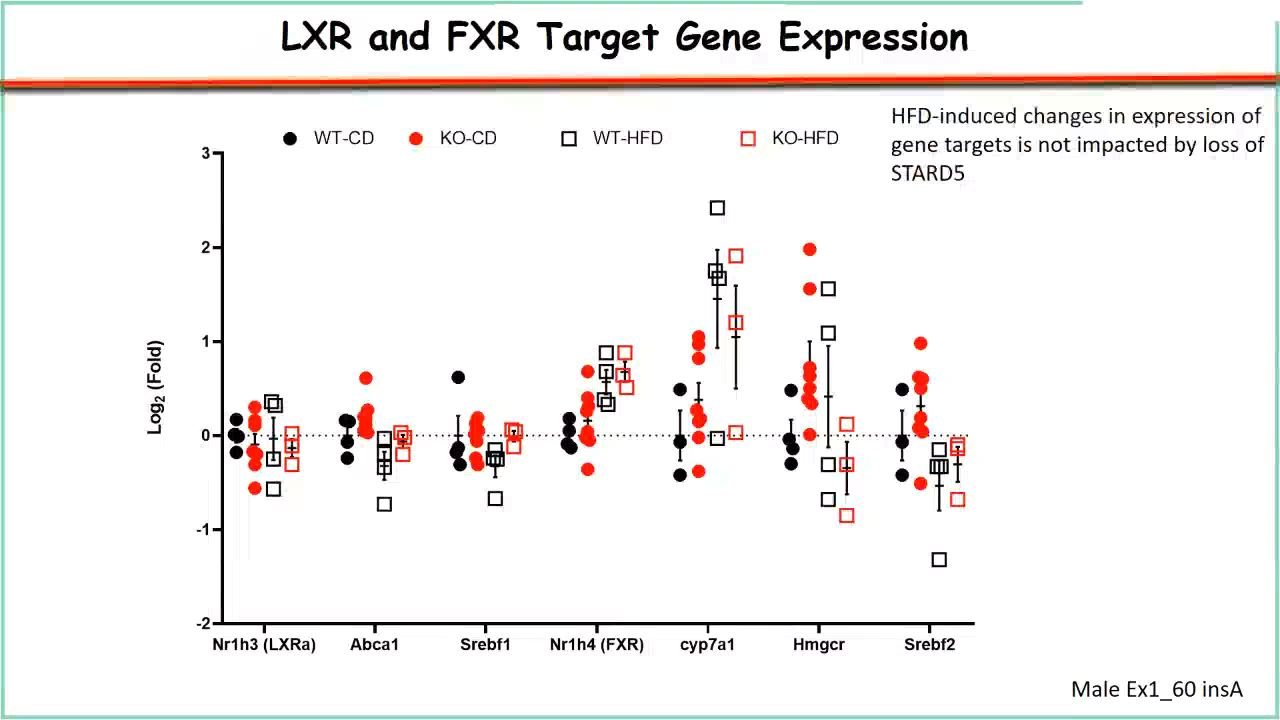 LXR and FXR Target Gene Expression
HFD-induced changes in expression of
gene targets is not impacted by loss of
STARD5
WT-CD KO-CD WT-HFD KO-HFD
3
2
1
0
-1
-2
Log2 (Fold)
Nr1h3 (LXRa) Abca1 Srebf1 Nr1h4 (FXR) cyp7a1 Hmgcr Srebf2
Male Ex1_60 insA